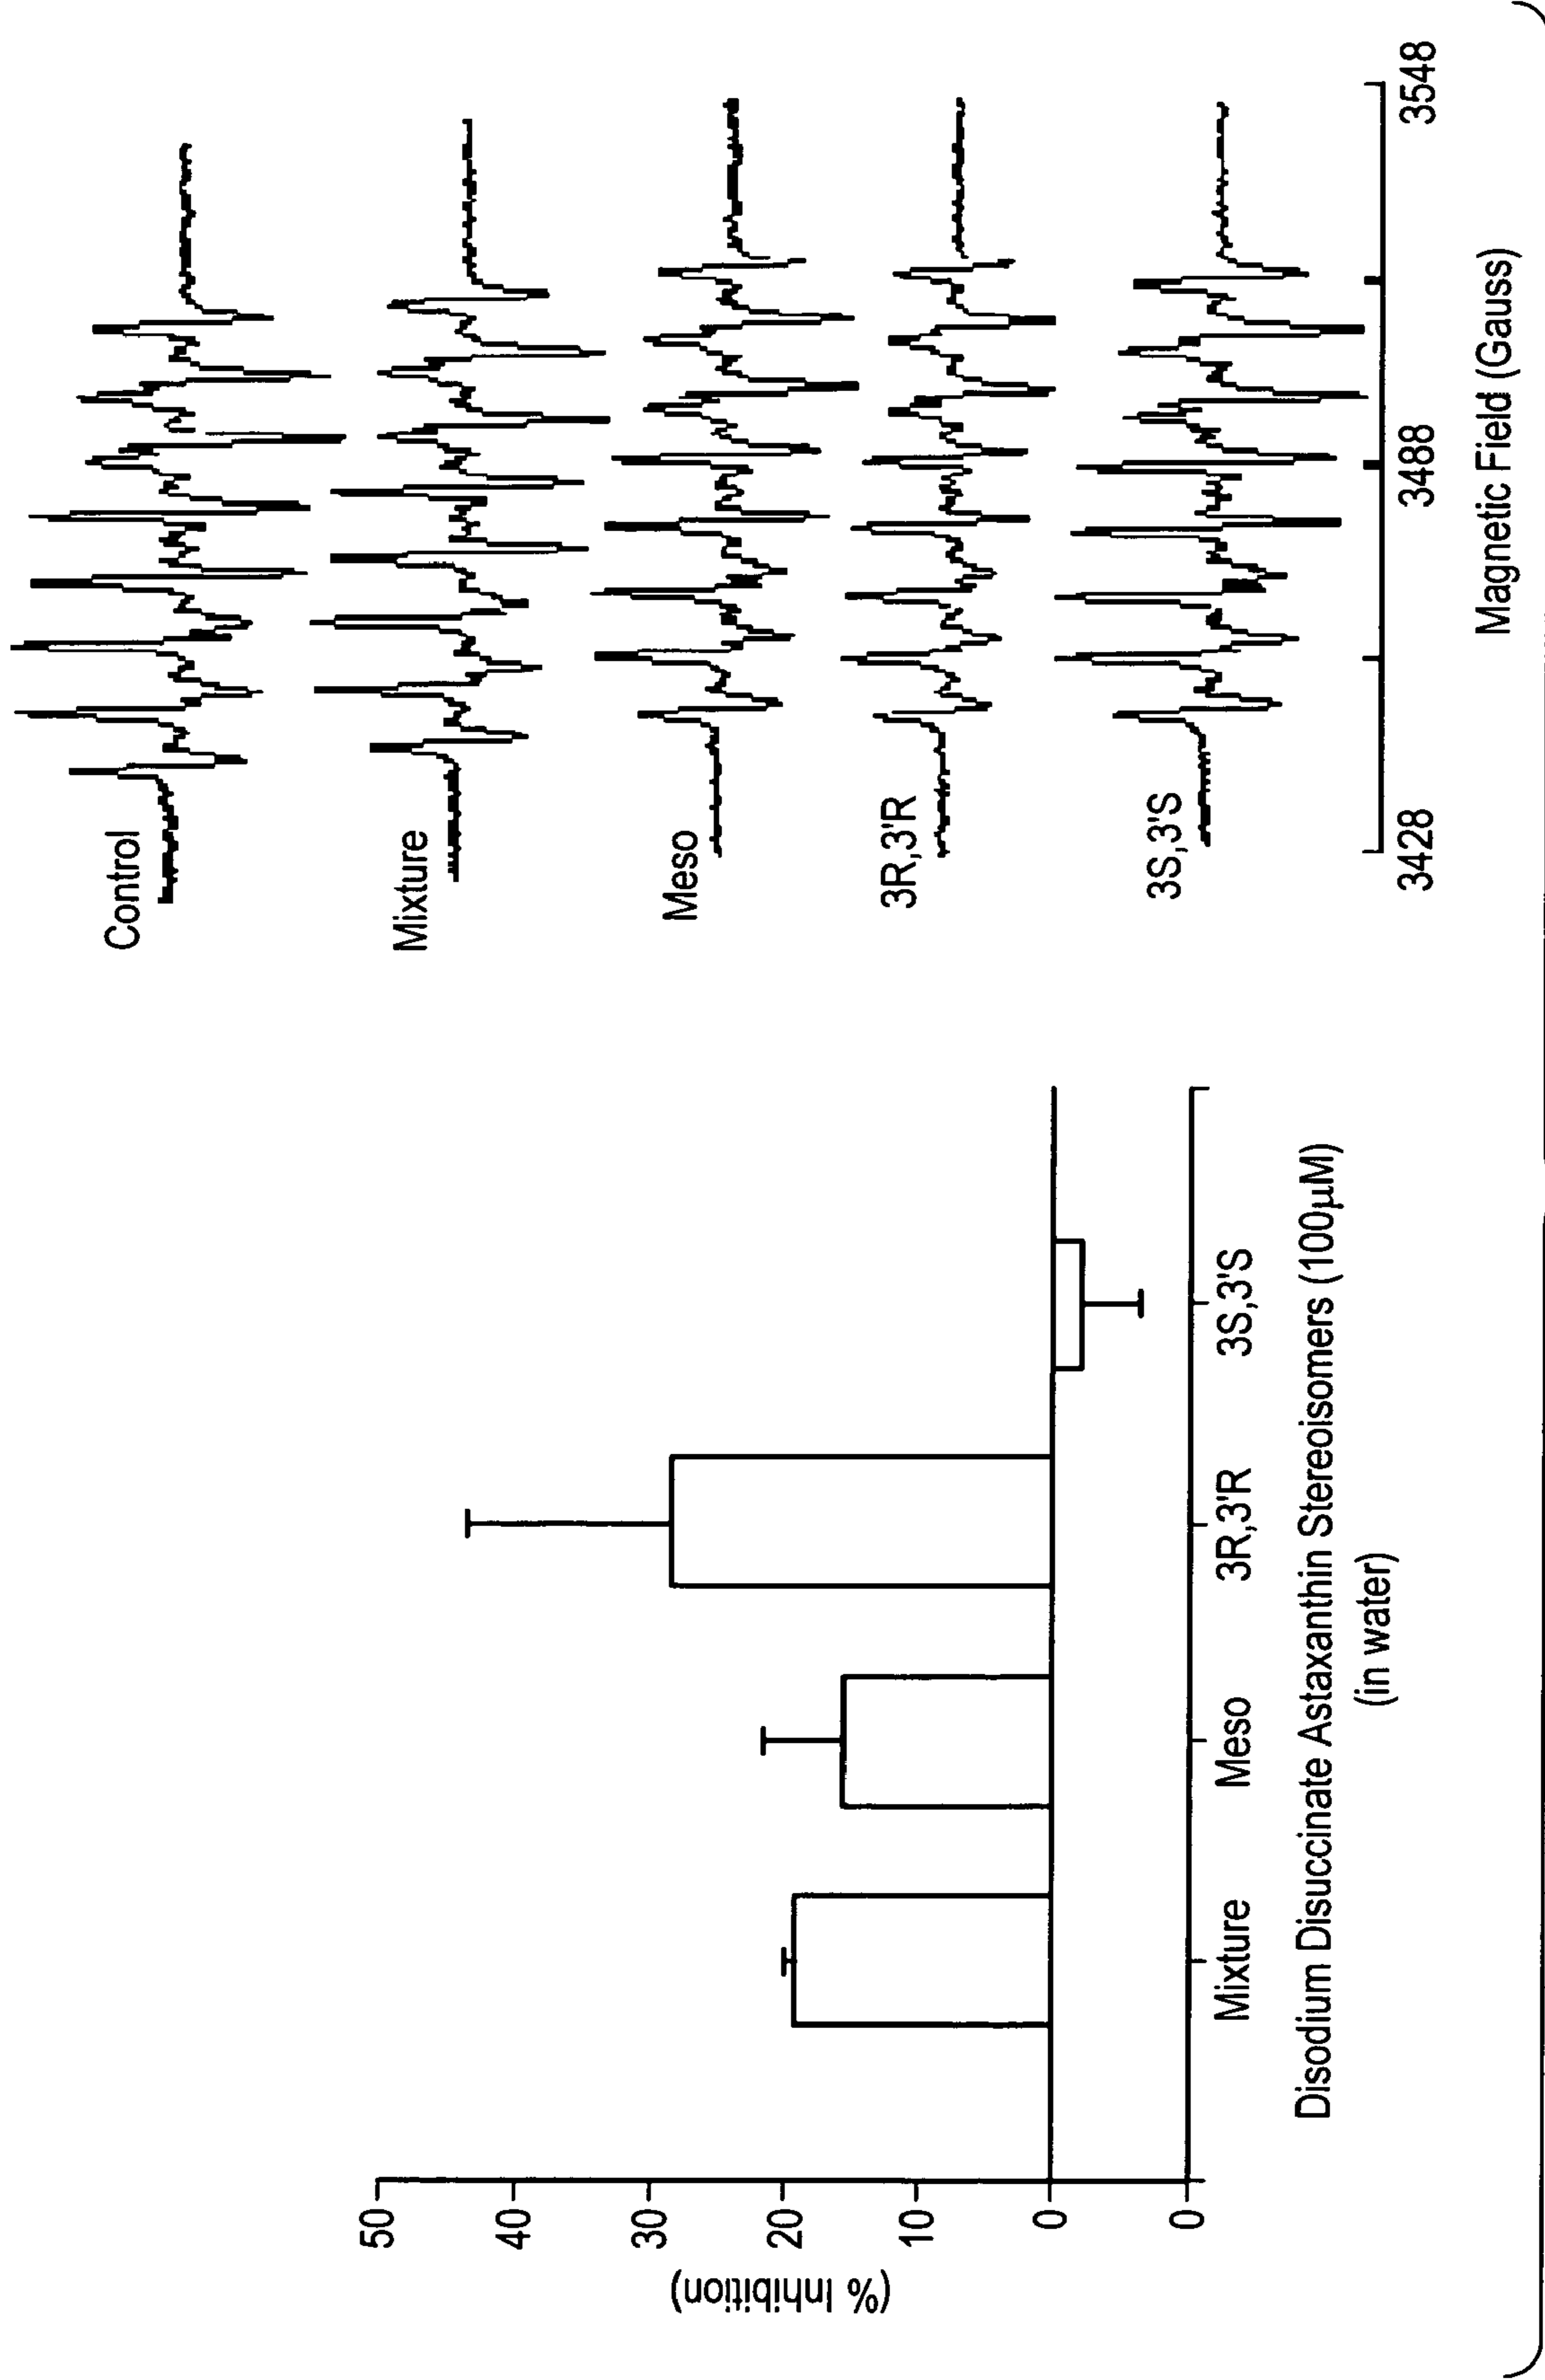 (% Inhibition)
50
40
30
20
10
0
0
Mixture
Meso
3R,3'R
3S,3'S
Disodium Disuccinate Astaxanthin Stereoisomers (100μM)
(in water)
Control
Mixture
Meso
3R,3'R
3S,3'S
3428
3488
3548
Magnetic Field (Gauss)